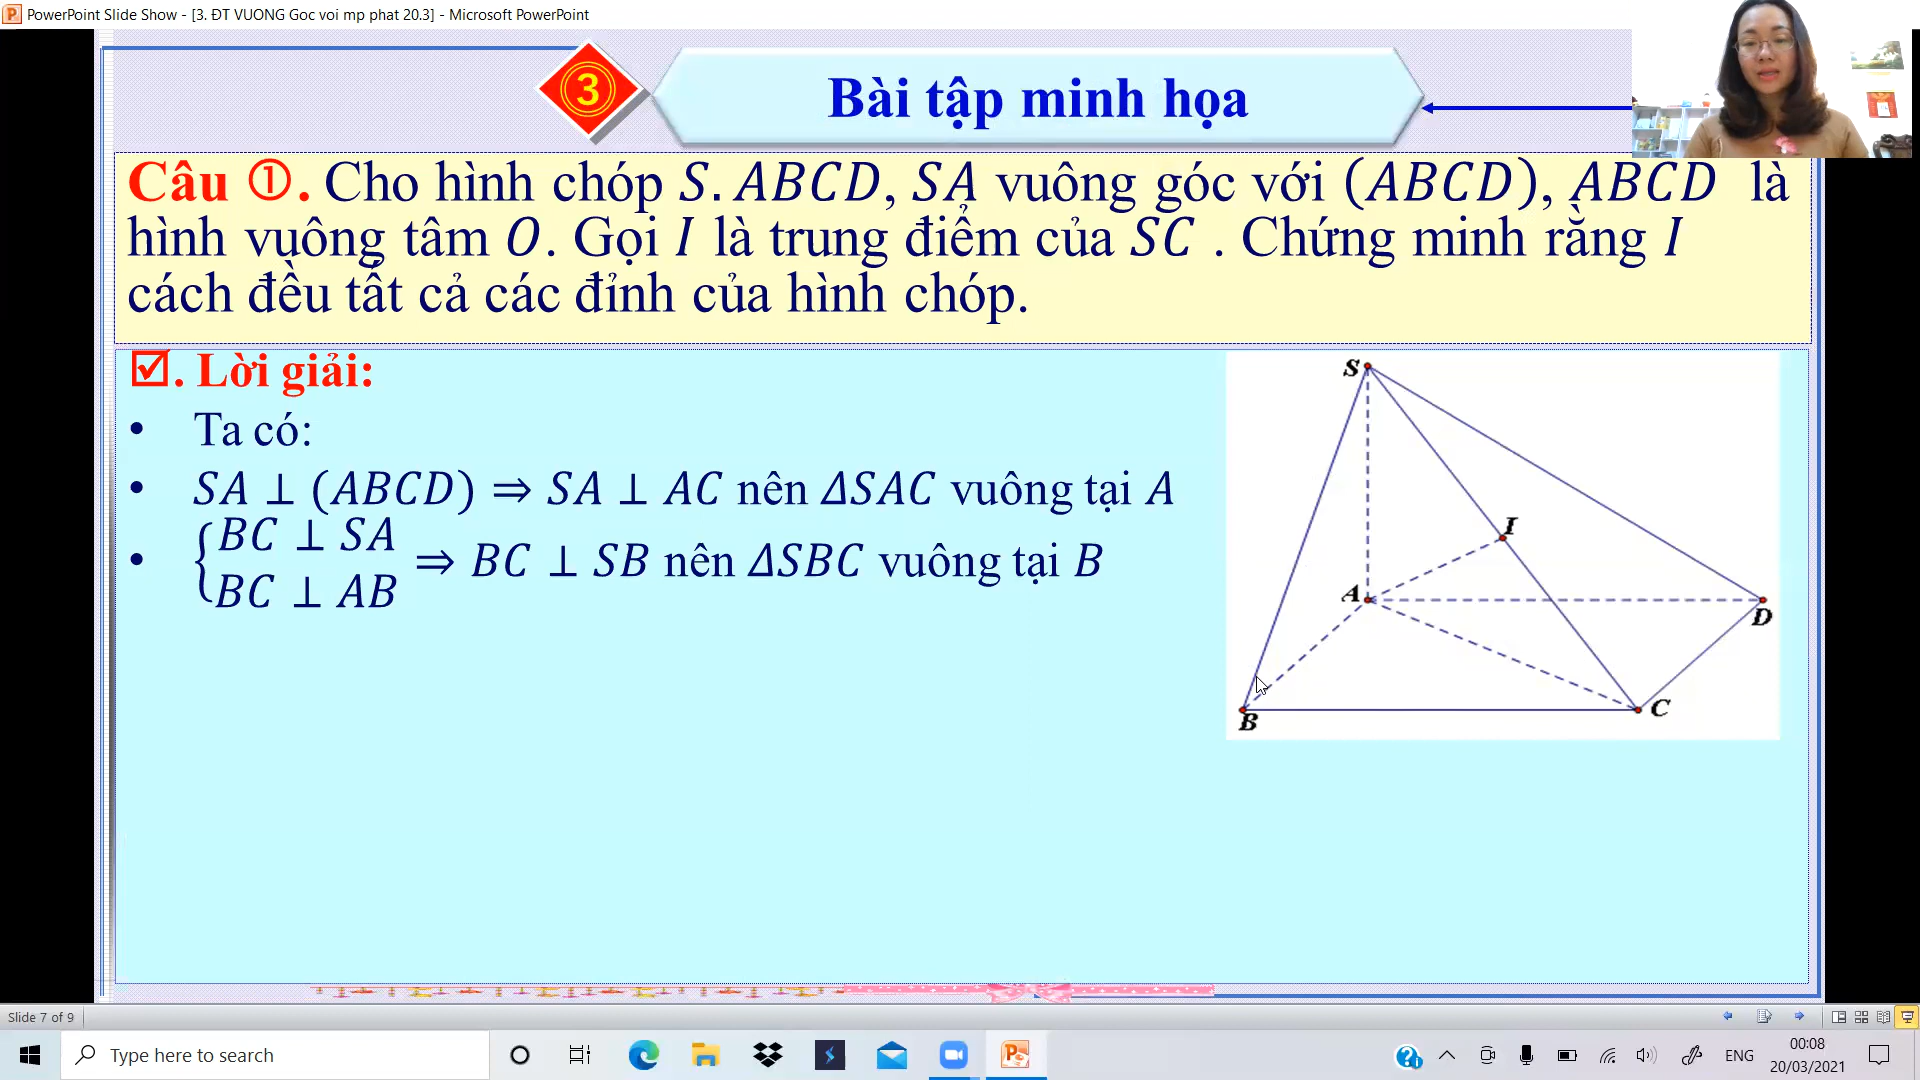 PowerPoint Slide Show - [3. ĐT VUONG Goc voi mp phat 20.3] - Microsoft PowerPoint
3
Bài tập minh họa
Câu ①. Cho hình chóp S.ABCD, SA vuông góc với (ABCD), ABCD là
hình vuông tâm O. Gọi I là trung điểm của SC . Chứng minh rằng I
cách đều tất cả các đỉnh của hình chóp.
☑. Lời giải:
• Ta có:
• SA ⊥ (ABCD) ⇒ SA ⊥ AC nên ΔSAC vuông tại A
• {BC ⊥ SA
BC ⊥ AB ⇒ BC ⊥ SB nên ΔSBC vuông tại B
S
I
A
D
B
C
Slide 7 of 9
Type here to search
ENG
00:08
20/03/2021